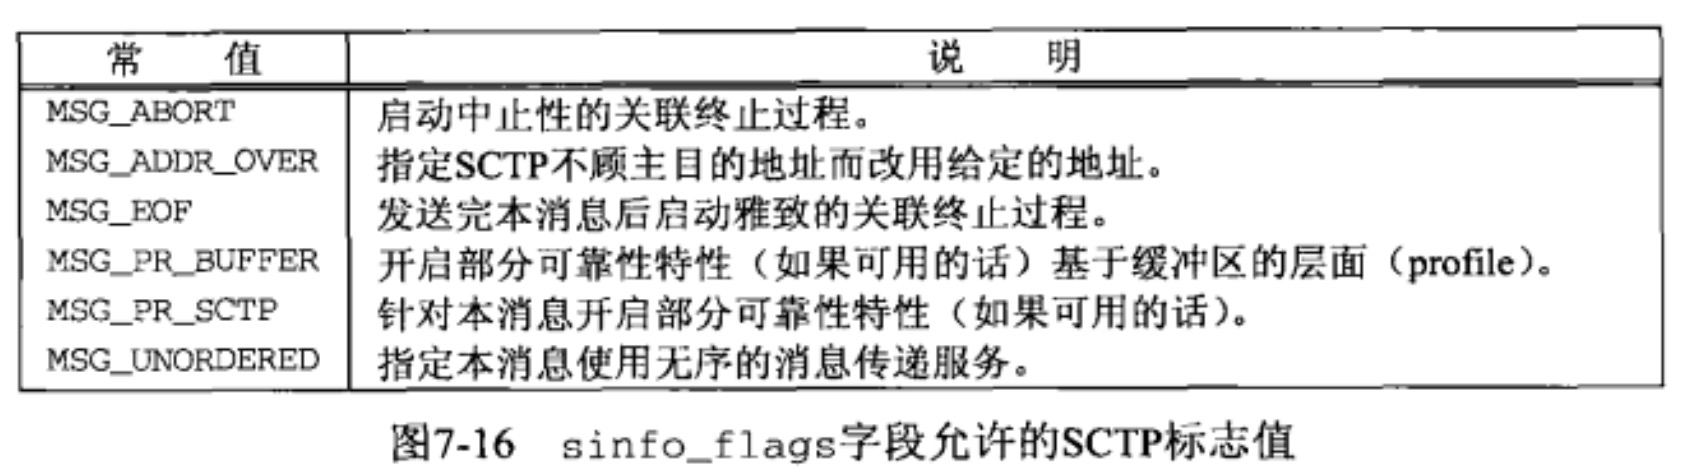 常 值 说 明
MSG_ABORT 启动中止性的关联终止过程。
MSG_ADDR_OVER 指定SCTP不顾主目的地址而改用给定的地址。
MSG_EOF 发送完本消息后启动雅致的关联终止过程。
MSG_PR_BUFFER 开启部分可靠性特性（如果可用的话）基于缓冲区的层面（profile）。
MSG_PR_SCTP 针对本消息开启部分可靠性特性（如果可用的话）。
MSG_UNORDERED 指定本消息使用无序的消息传递服务。
图7-16 sinfo_flags字段允许的SCTP标志值